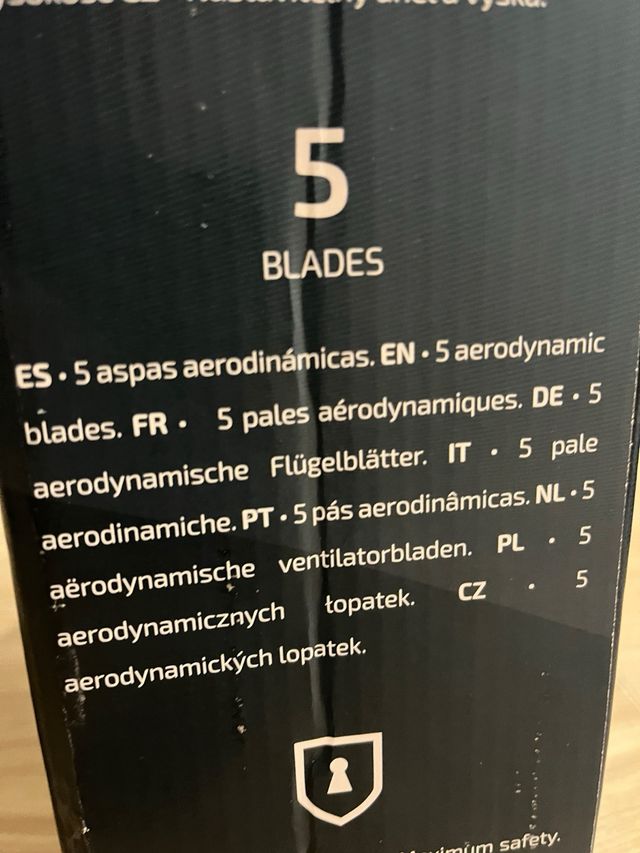 5
BLADES
ES • 5 aspas aerodinámicas. EN • 5 aerodynamic
blades. FR • 5 pales aérodynamiques. DE • 5
aerodynamische Flügelblätter. IT • 5 pale
aerodinamiche. PT • 5 pás aerodinâmicas. NL • 5
aërodynamische ventilatorbladen. PL • 5
aerodynamicznych łopatek. CZ • 5
aerodynamických lopatek.
safety.